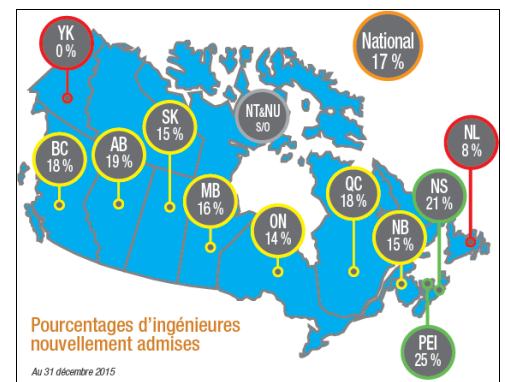 YK
0 %
National
17 %
NT&NU
S/O
SK
15 %
AB
19 %
BC
18 %
MB
16 %
ON
14 %
QC
18 %
NB
15 %
NS
21 %
NL
8 %
PEI
25 %
Pourcentages d'ingénieures
nouvellement admises
Au 31 décembre 2015